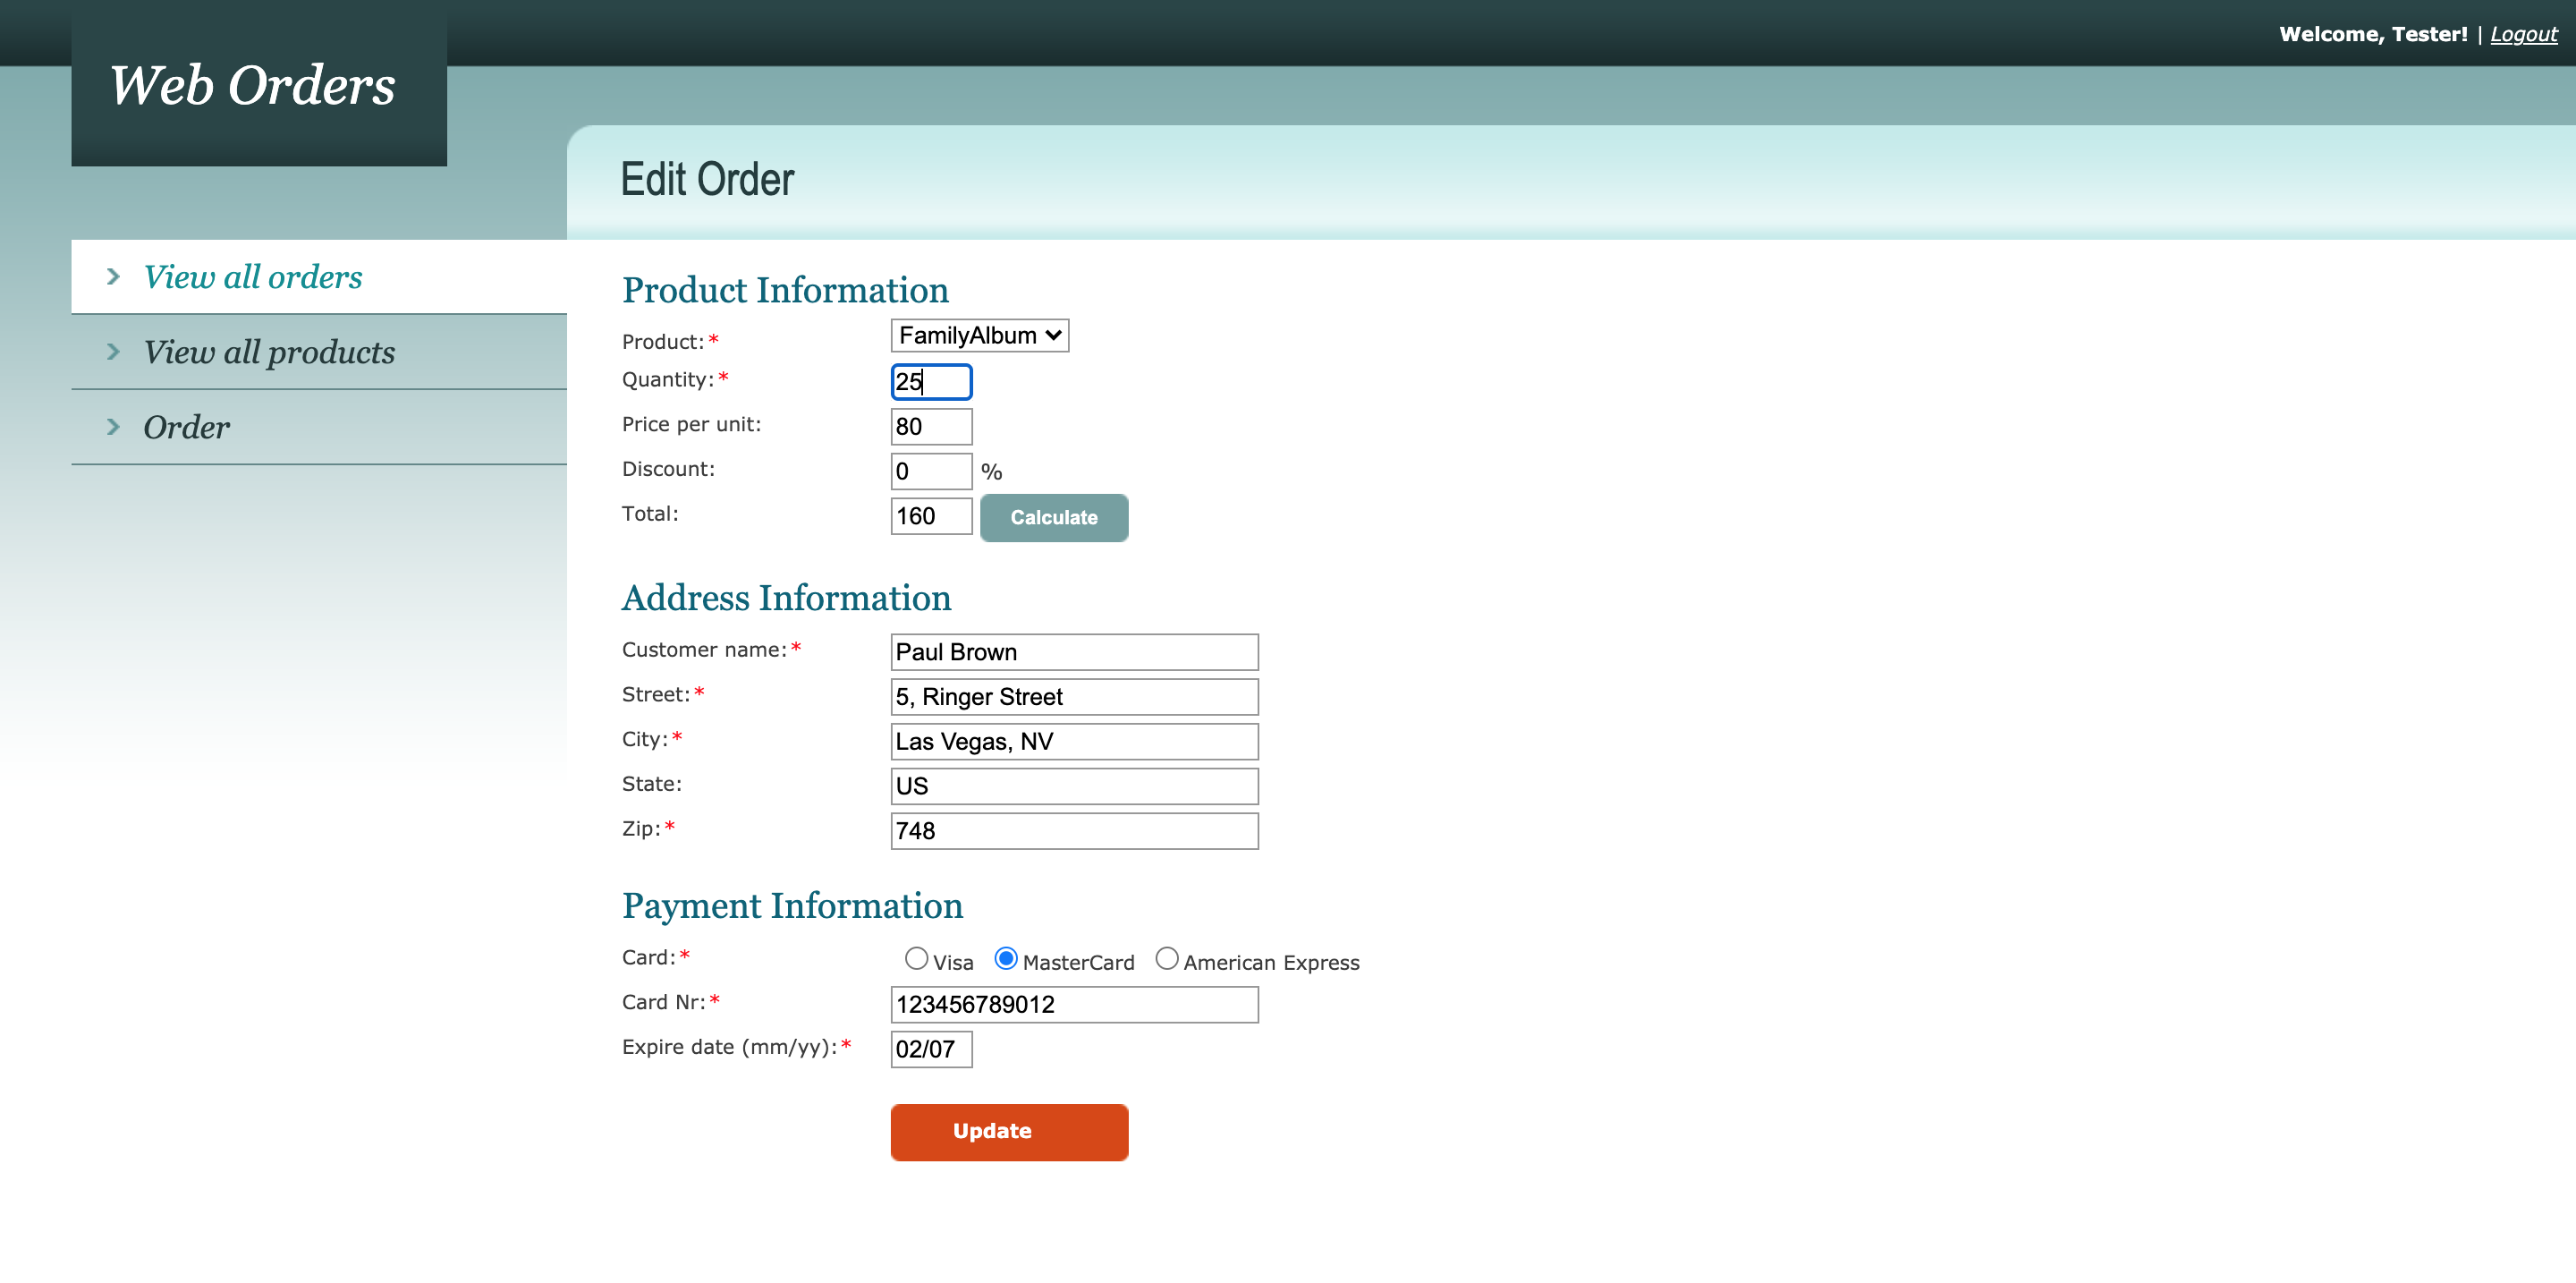 Welcome, Tester! | Logout
Web Orders
Edit Order
View all orders
View all products
Order
Product Information
Product:* FamilyAlbum
Quantity:* 25
Price per unit: 80
Discount: 0 %
Total: 160 Calculate
Address Information
Customer name:* Paul Brown
Street:* 5, Ringer Street
City:* Las Vegas, NV
State: US
Zip:* 748
Payment Information
Card:* Visa MasterCard American Express
Card Nr:* 123456789012
Expire date (mm/yy):* 02/07
Update